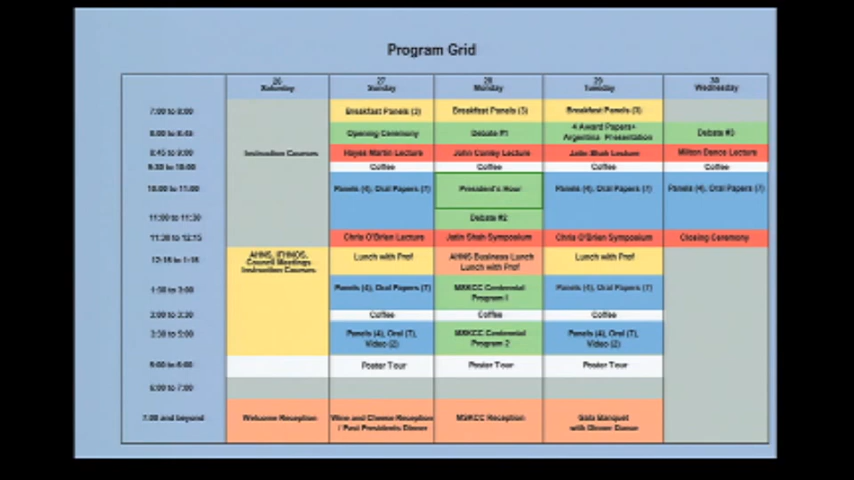 Program Grid
26 27 28 29 30
Saturday Sunday Monday Tuesday Wednesday
7:00 to 8:00 Breakfast Panels (3) Breakfast Panels (3)
8:00 to 8:45 Opening Ceremony Debate #1 4 Award Papers+ Debate #3
Argentina Presentation
8:45 to 9:30 Instruction Courses Hayes Martin Lecture John Conley Lecture Jatin Shah Lecture Lecture
9:30 to 10:00 Coffee Coffee Coffee Coffee
10:00 to 11:00 Panels (4), Oral Papers (7) President's Hour Panels (4), Oral Papers (7) Panels (4), Oral Papers (7)
11:00 to 11:30 Debate #2
11:30 to 12:15 Chris O'Brien Lecture Jatin Shah Symposium Chris O'Brien Symposium Closing Ceremony
12:15 to 1:15 AHNS, IFHNOS, Lunch with Prof AHNS Business Lunch Lunch with Prof
Council Meetings Lunch with Prof
Instruction Courses
1:30 to 3:00 Panels (4), Oral Papers (7) MSKCC Centennial Panels (4), Oral Papers (7)
Program I
3:00 to 3:30 Coffee Coffee Coffee
3:30 to 5:00 Panels (4), Oral (7), MSKCC Centennial Panels (4), Oral (7),
Video (2) Program 2 Video (2)
5:00 to 6:00 Poster Tour Poster Tour Poster Tour
6:00 to 7:00
7:00 and beyond Welcome Reception Wine and Cheese Reception MSKCC Reception Gala Banquet
/ Past Presidents Dinner with Dinner Dance